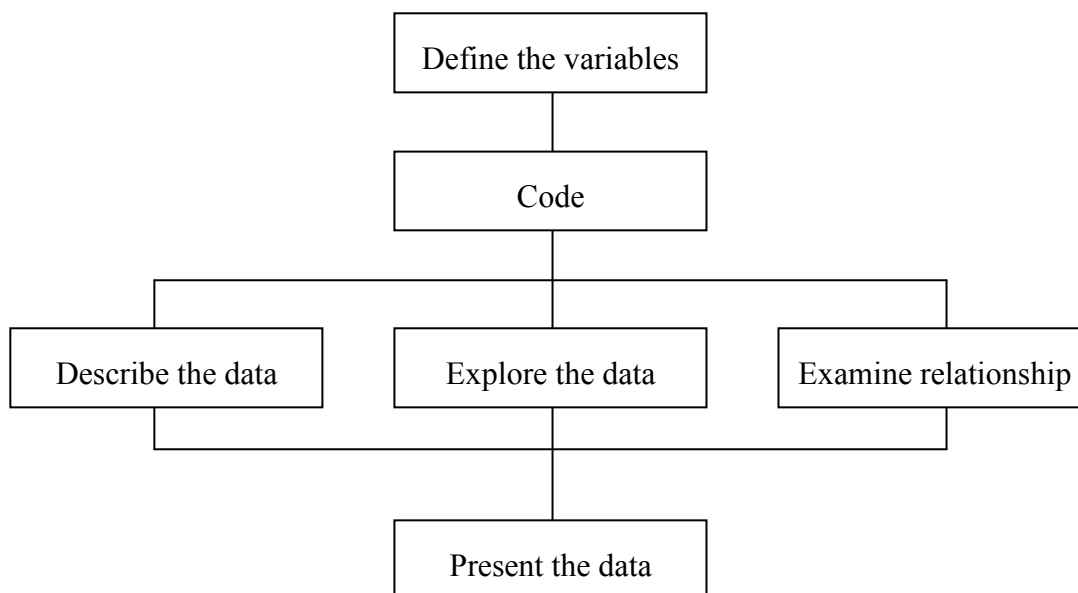 Define the variables
Code
Describe the data
Explore the data
Examine relationship
Present the data